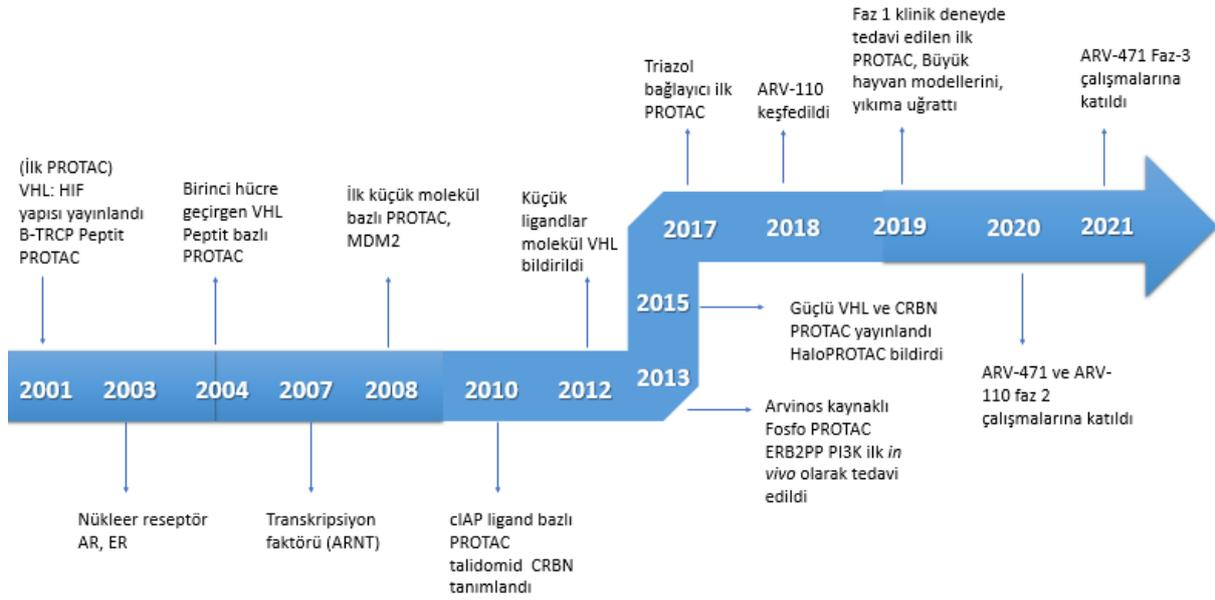 Faz 1 klinik deneyde
tedavi edilen ilk
PROTAC, Büyük
hayvan modellerini,
yıkıma uğrattı
ARV-471 Faz-3
çalışmalarına
katıldı
Triazol
bağlayıcı ilk
PROTAC
ARV-110
keşfedildi
(İlk PROTAC)
VHL: HIF
yapısı yayınlandı
B-TRCP Peptit
PROTAC
Birinci hücre
geçirgen VHL
Peptit bazlı
PROTAC
İlk küçük molekül
bazlı PROTAC,
MDM2
Küçük
ligandlar
molekül VHL
bildirildi
2017 2018 2019 2020 2021
2015
Güçlü VHL ve CRBN
PROTAC yayınlandı
HaloPROTAC bildirdi
2001 2003 2004 2007 2008 2010 2012 2013
ARV-471 ve ARV-
110 faz 2
çalışmalarına katıldı
Arvinos kaynaklı
Fosfo PROTAC
ERB2PP PI3K ilk in
vivo olarak tedavi
edildi
Nükleer reseptör
AR, ER
Transkripsiyon
faktörü (ARNT)
cIAP ligand bazlı
PROTAC
talidomid CRBN
tanımlandı